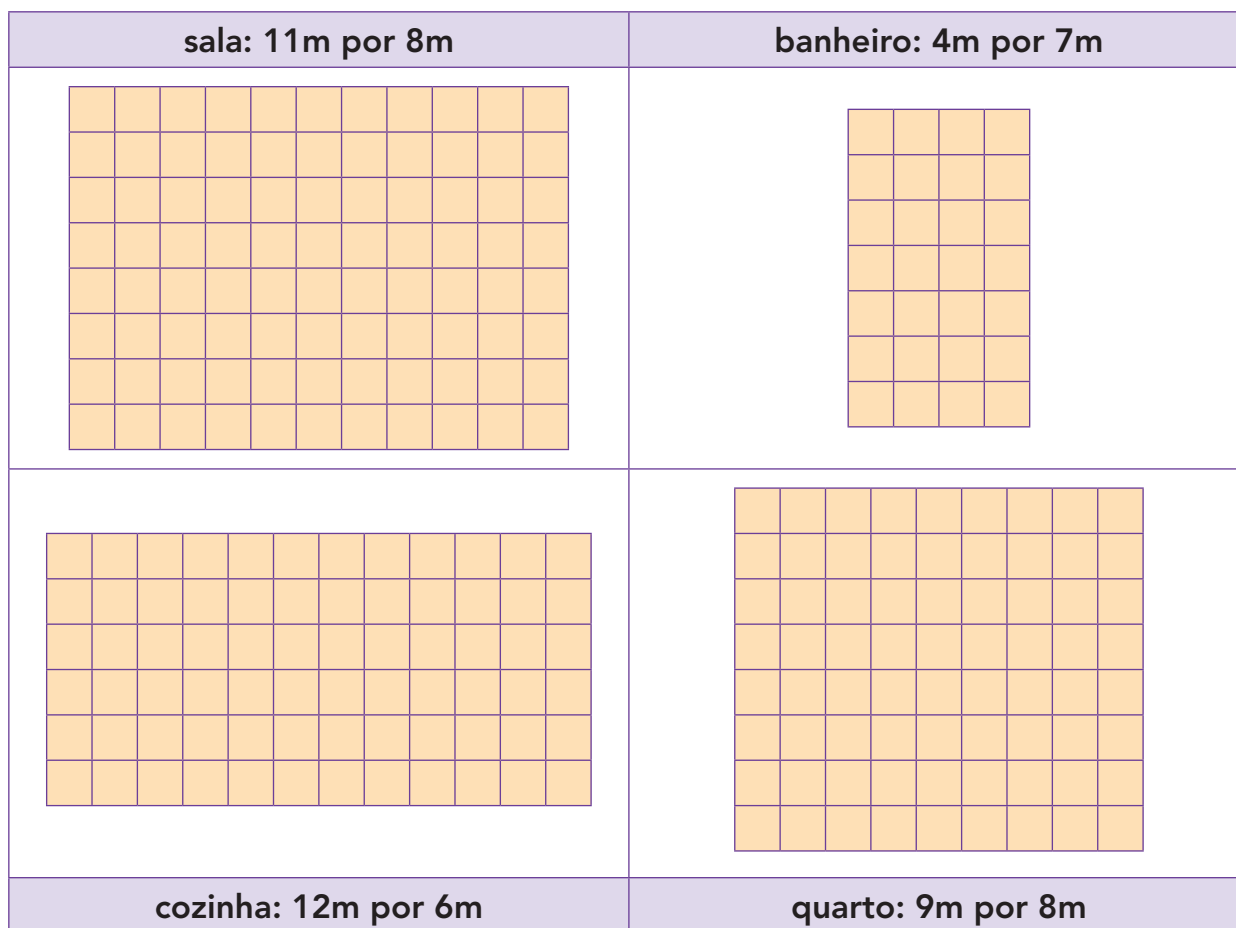 sala: 11m por 8m
banheiro: 4m por 7m
cozinha: 12m por 6m
quarto: 9m por 8m